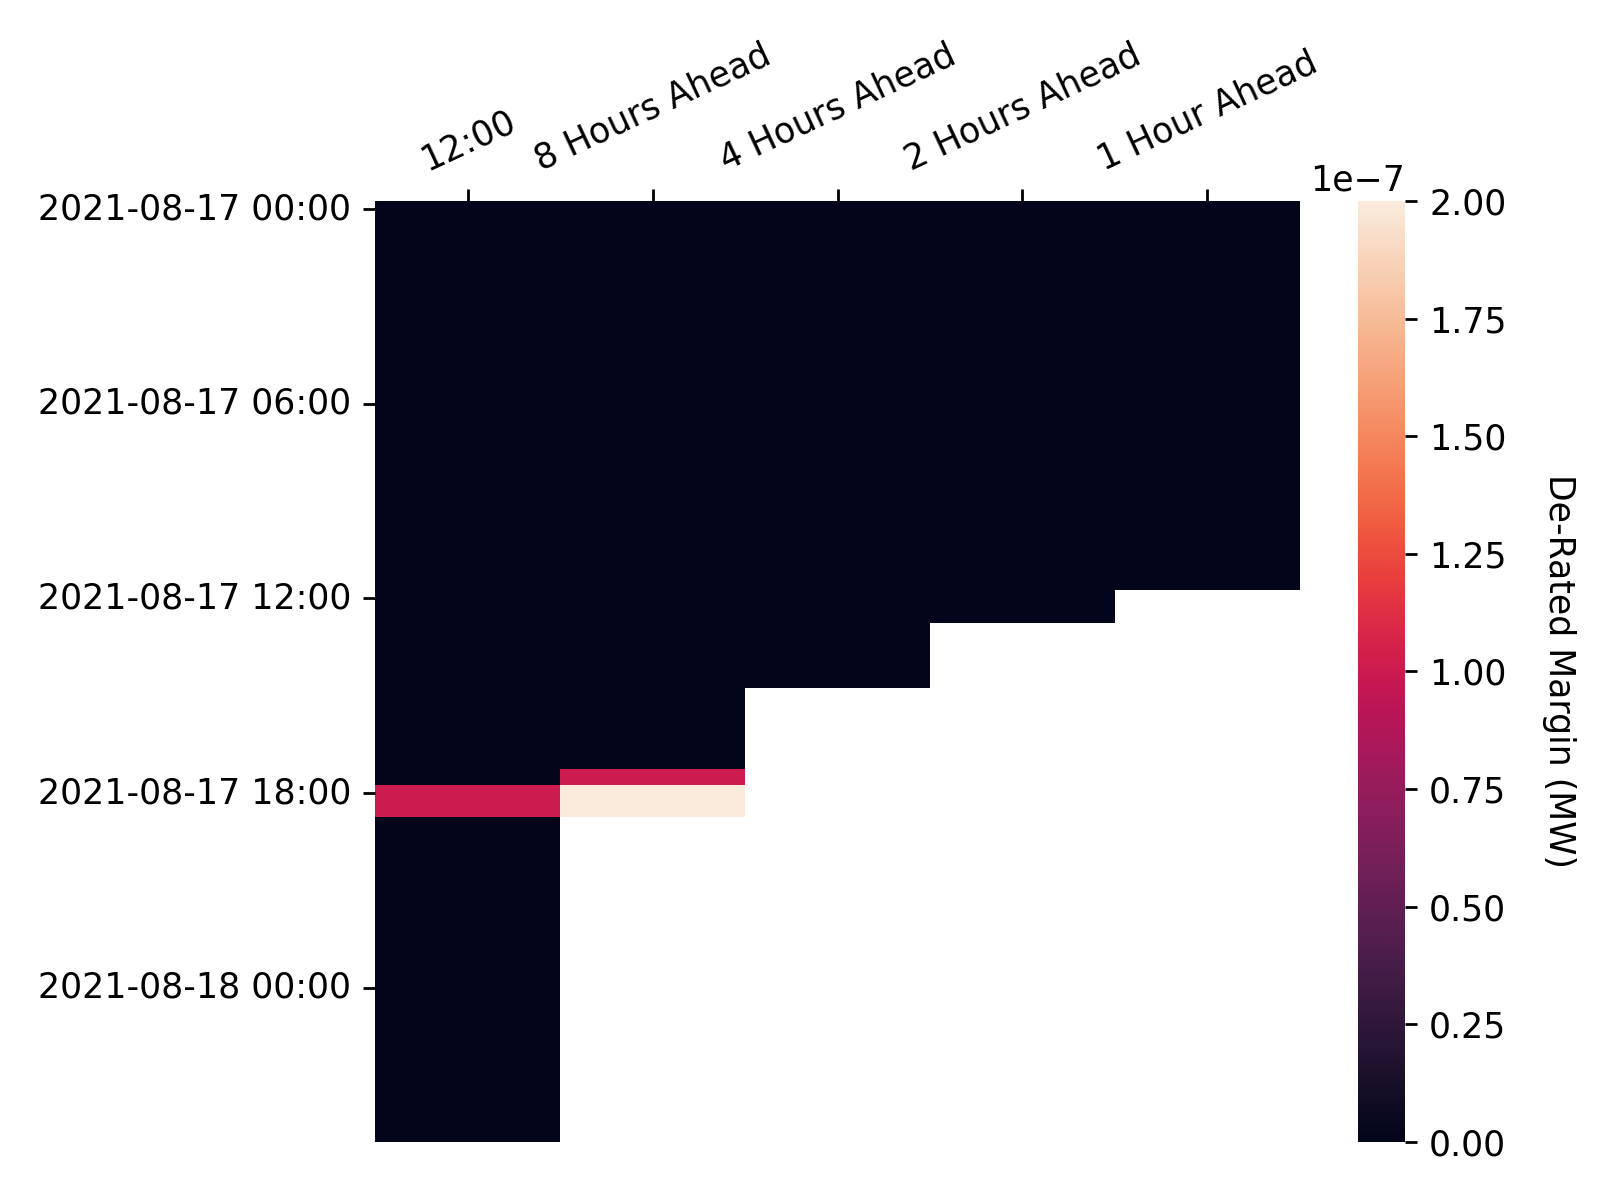 12:00
8 Hours Ahead
4 Hours Ahead
2 Hours Ahead
1 Hour Ahead
1e−7
2021-08-17 00:00
2021-08-17 06:00
2021-08-17 12:00
2021-08-17 18:00
2021-08-18 00:00
2.00
1.75
1.50
1.25
1.00
0.75
0.50
0.25
0.00
De-Rated Margin (MW)